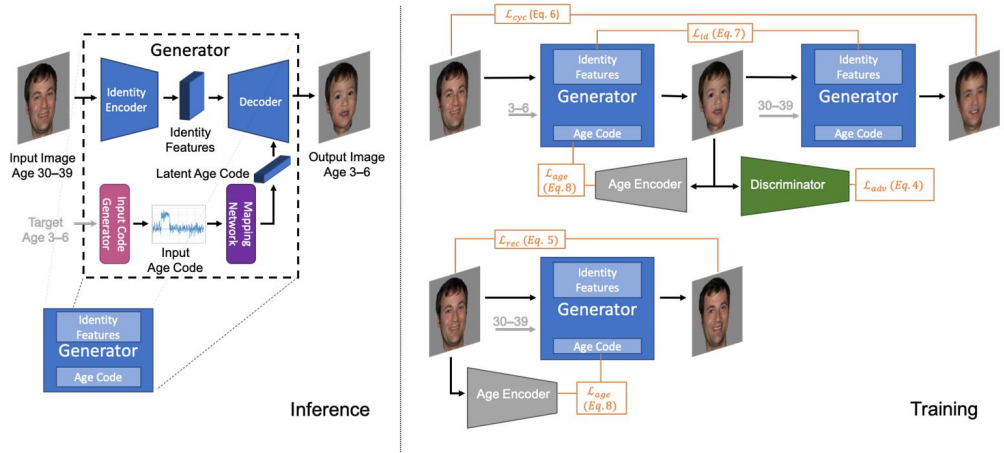 Generator
Identity
Encoder
Decoder
Identity
Features
Input Image
Age 30–39
Latent Age Code
Output Image
Age 3–6
Target
Age 3–6
Input Code
Generator
Mapping
Network
Input
Age Code
Identity
Features
Generator
Age Code
Inference
ℒcyc (Eq. 6)
ℒid (Eq. 7)
Identity
Features
Generator
Age Code
3–6
30–39
Identity
Features
Generator
Age Code
ℒage
(Eq. 8)
Age Encoder
Discriminator
ℒadv (Eq. 4)
ℒrec (Eq. 5)
Identity
Features
Generator
Age Code
30–39
Age Encoder
ℒage
(Eq. 8)
Training